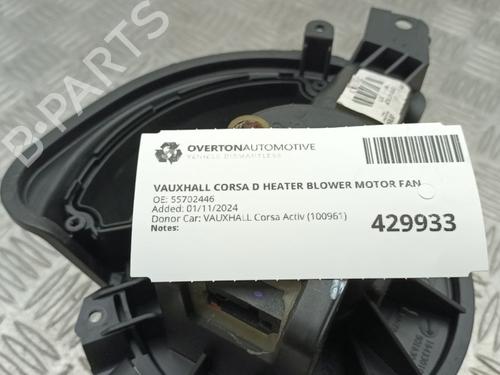 B-PARTS
OVERTONAUTOMOTIVE
VEHICLE DISMANTLERS
VAUXHALL CORSA D HEATER BLOWER MOTOR FAN
OE: 55702446
Added: 01/11/2024
Donor Car: VAUXHALL Corsa Activ (100961)
Notes:
429933